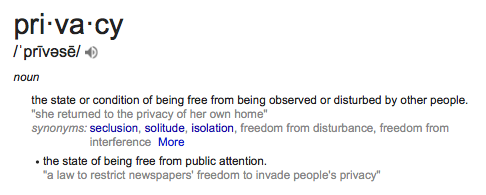 pri·va·cy
/ˈprīvəsē/
noun
the state or condition of being free from being observed or disturbed by other people.
"she returned to the privacy of her own home"
synonyms: seclusion, solitude, isolation, freedom from disturbance, freedom from
interference More
• the state of being free from public attention.
"a law to restrict newspapers' freedom to invade people's privacy"